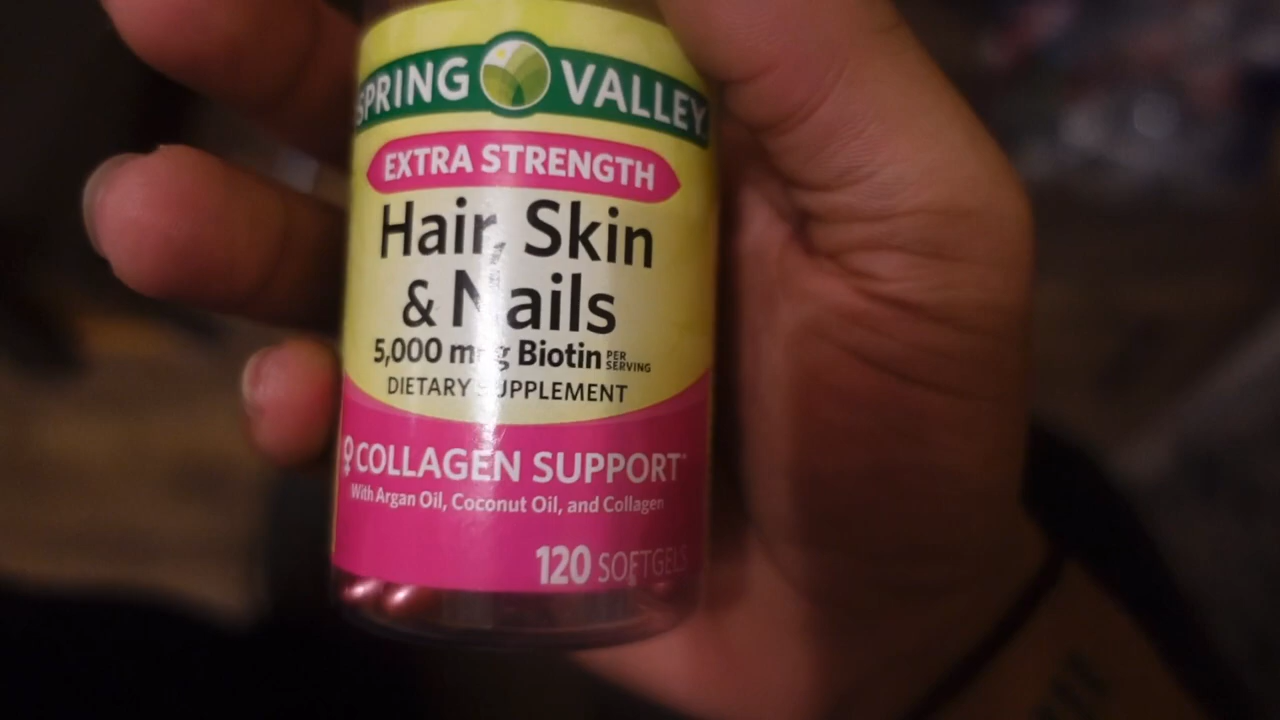 SPRING VALLEY
EXTRA STRENGTH
Hair, Skin
& Nails
5,000 mcg Biotin PER SERVING
DIETARY SUPPLEMENT
COLLAGEN SUPPORT*
With Argan Oil, Coconut Oil, and Collagen
120 SOFTGELS